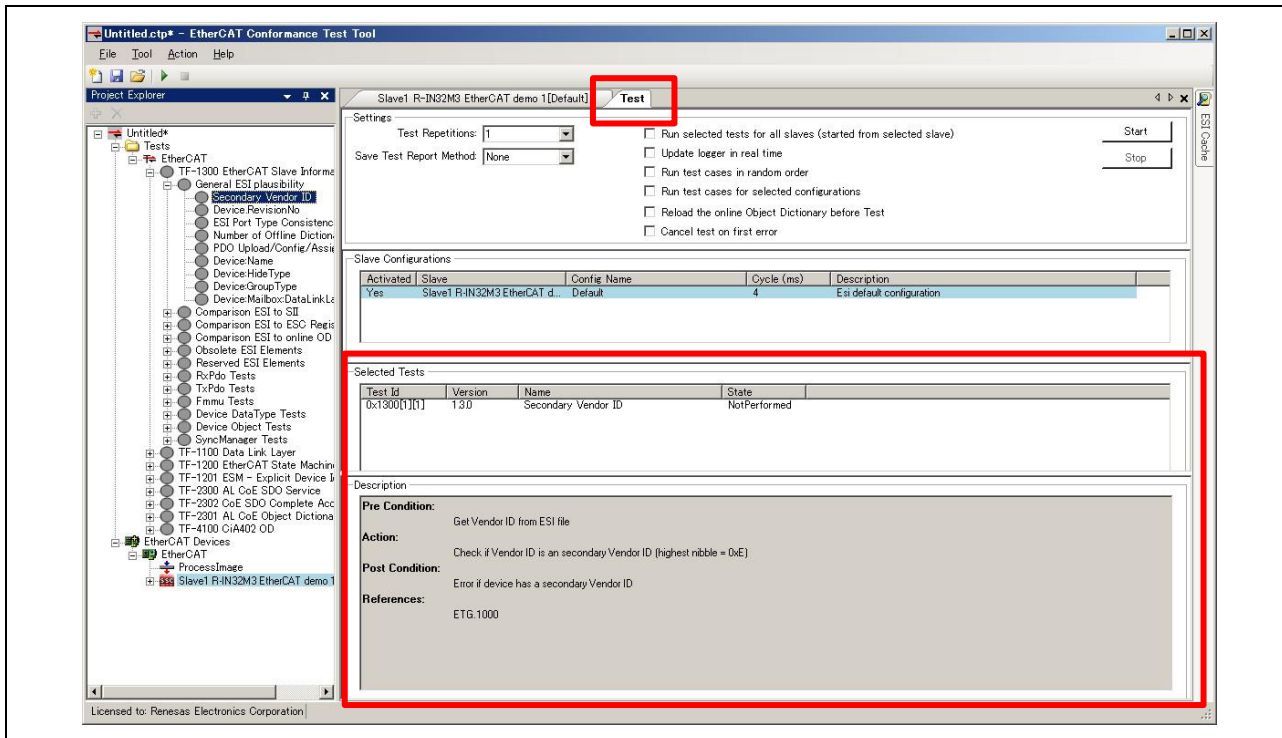 Untitled.ctp* - EtherCAT Conformance Test Tool
File Tool Action Help
Project Explorer
Untitled*
Tests
EtherCAT
TF-1300 EtherCAT Slave Informa
General ESI plausibility
Secondary Vendor ID
Device.RevisionNo
ESI Port Type Consistenc
Number of Offline Diction
PDO Upload/Config/Assi
Device:Name
Device:HideType
Device:GroupType
Device:Mailbox:DataLinkLa
Comparison ESI to SII
Comparison ESI to ESC Regis
Comparison ESI to online OD
Obsolete ESI Elements
Reserved ESI Elements
RxPdo Tests
TxPdo Tests
Fmmu Tests
Device DataType Tests
Device Object Tests
SyncManager Tests
TF-1100 Data Link Layer
TF-1200 EtherCAT State Machin
TF-1201 ESM - Explicit Device I
TF-2300 AL CoE SDO Service
TF-2302 CoE SDO Complete Acc
TF-2301 AL CoE Object Dictiona
TF-4100 CiA402 OD
EtherCAT Devices
EtherCAT
ProcessImage
Slave1 R-IN32M3 EtherCAT demo 1
Slave1 R-IN32M3 EtherCAT demo 1[Default] Test
Settings
Test Repetitions: 1
Save Test Report Method: None
Run selected tests for all slaves (started from selected slave)
Update logger in real time
Run test cases in random order
Run test cases for selected configurations
Reload the online Object Dictionary before Test
Cancel test on first error
Start
Stop
ESI Cache
Slave Configurations
Activated Slave Config Name Cycle (ms) Description
Yes Slave1 R-IN32M3 EtherCAT d... Default 4 Esi default configuration
Selected Tests
Test Id Version Name State
0x1300[1][1] 1.3.0 Secondary Vendor ID NotPerformed
Description
Pre Condition:
Get Vendor ID from ESI file
Action:
Check if Vendor ID is an secondary Vendor ID (highest nibble = 0xE)
Post Condition:
Error if device has a secondary Vendor ID
References:
ETG.1000
Licensed to: Renesas Electronics Corporation